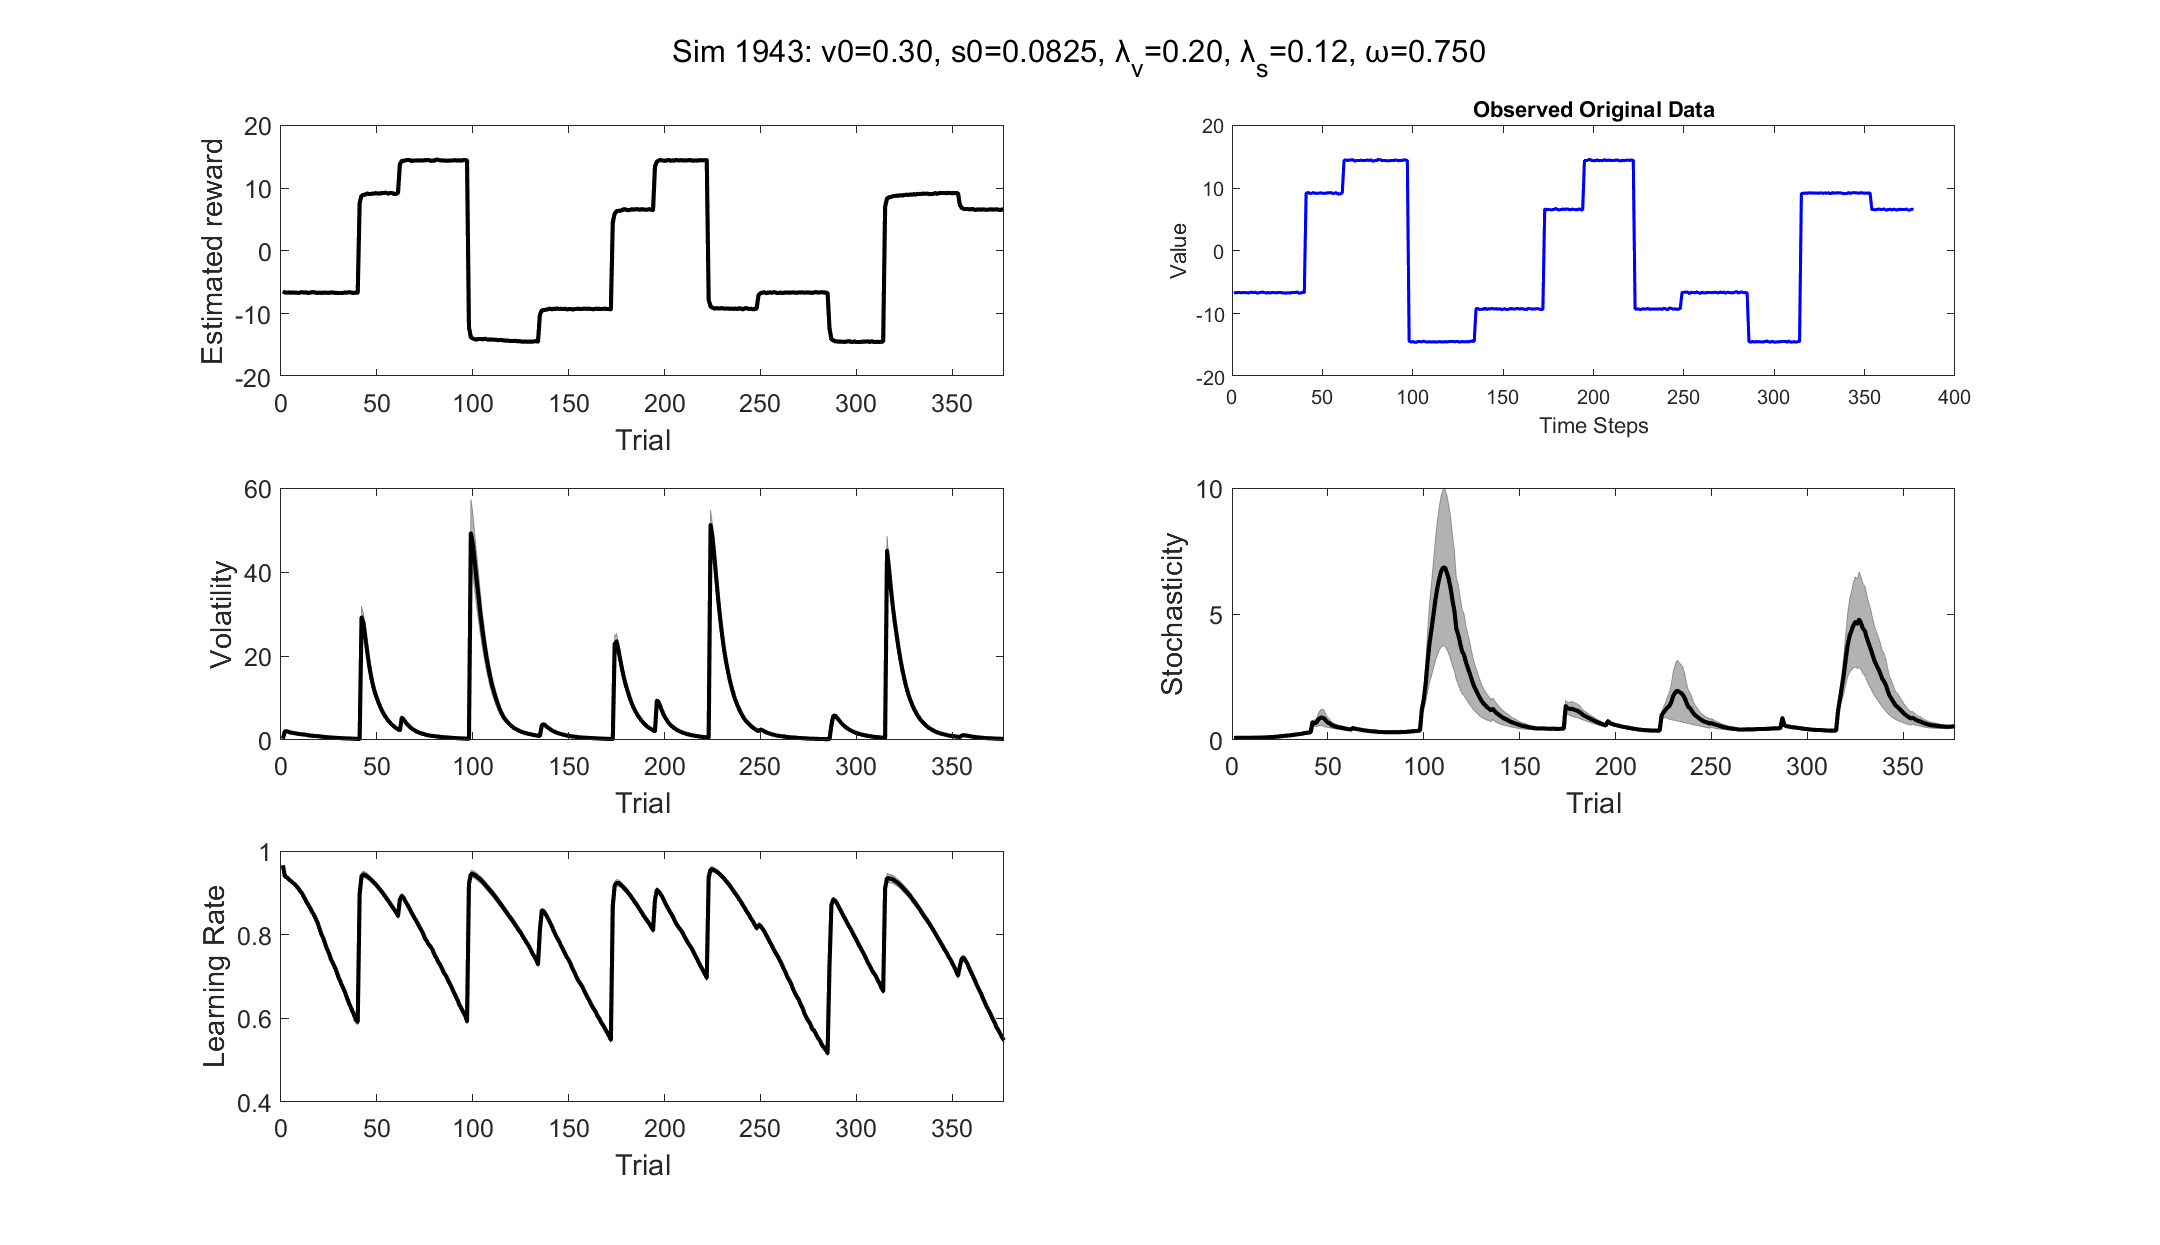 Sim 1943: v0=0.30, s0=0.0825, λv=0.20, λs=0.12, ω=0.750
Estimated reward
20
10
0
-10
-20
0 50 100 150 200 250 300 350
Trial
Observed Original Data
Value
20
10
0
-10
-20
0 50 100 150 200 250 300 350 400
Time Steps
Volatility
60
40
20
0
0 50 100 150 200 250 300 350
Trial
Stochasticity
10
5
0
0 50 100 150 200 250 300 350
Trial
Learning Rate
1
0.8
0.6
0.4
0 50 100 150 200 250 300 350
Trial